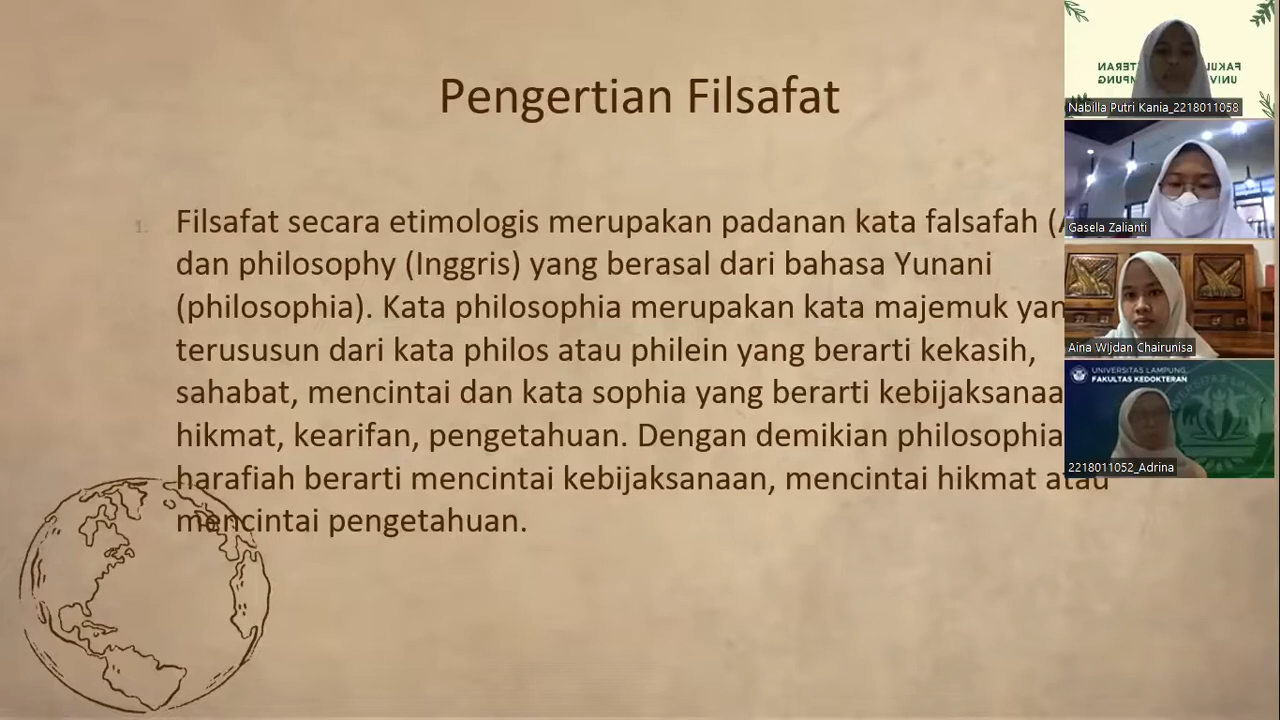 Pengertian Filsafat
1. Filsafat secara etimologis merupakan padanan kata falsafah (
dan philosophy (Inggris) yang berasal dari bahasa Yunani
(philosophia). Kata philosophia merupakan kata majemuk yan
terususun dari kata philos atau philein yang berarti kekasih,
sahabat, mencintai dan kata sophia yang berarti kebijaksanaa
hikmat, kearifan, pengetahuan. Dengan demikian philosophia
harafiah berarti mencintai kebijaksanaan, mencintai hikmat atau
mencintai pengetahuan.
Nabilla Putri Kania_2218011058
Gasela Zalianti
Aina WIjdan Chairunisa
UNIVERSITAS LAMPUNG
FAKULTAS KEDOKTERAN
2218011052_Adrina